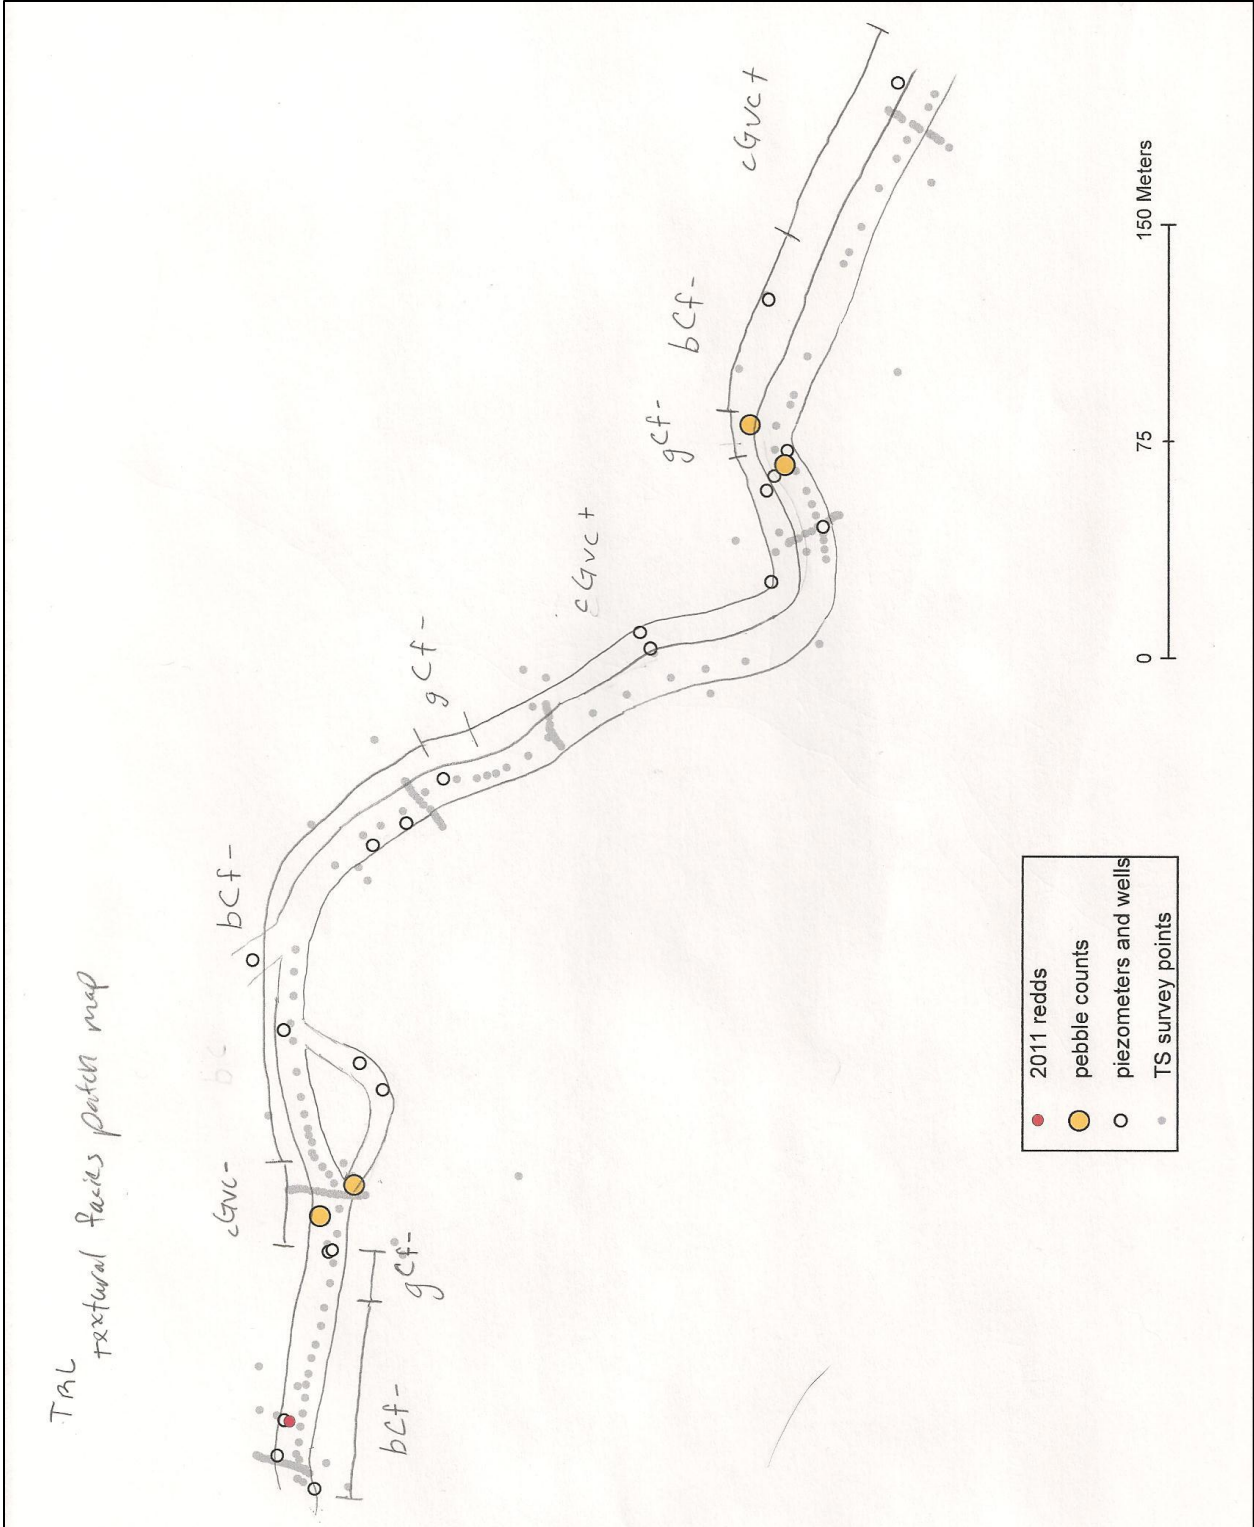 TRL
textural facies patch map
bCf-
gCf-
cGvc-
bCf-
gCf-
cGvc+
gCf-
bCf-
cGvc+
0
75
150 Meters
2011 redds
pebble counts
piezometers and wells
TS survey points